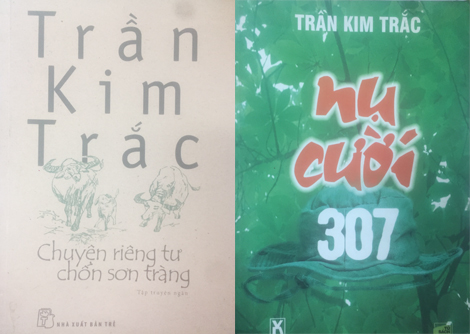 Trần
Kim
Trắc
Chuyện riêng tư
chốn sơn tràng
Tập truyện ngắn
NHÀ XUẤT BẢN TRẺ
TRẦN KIM TRẮC
nụ
cười
307